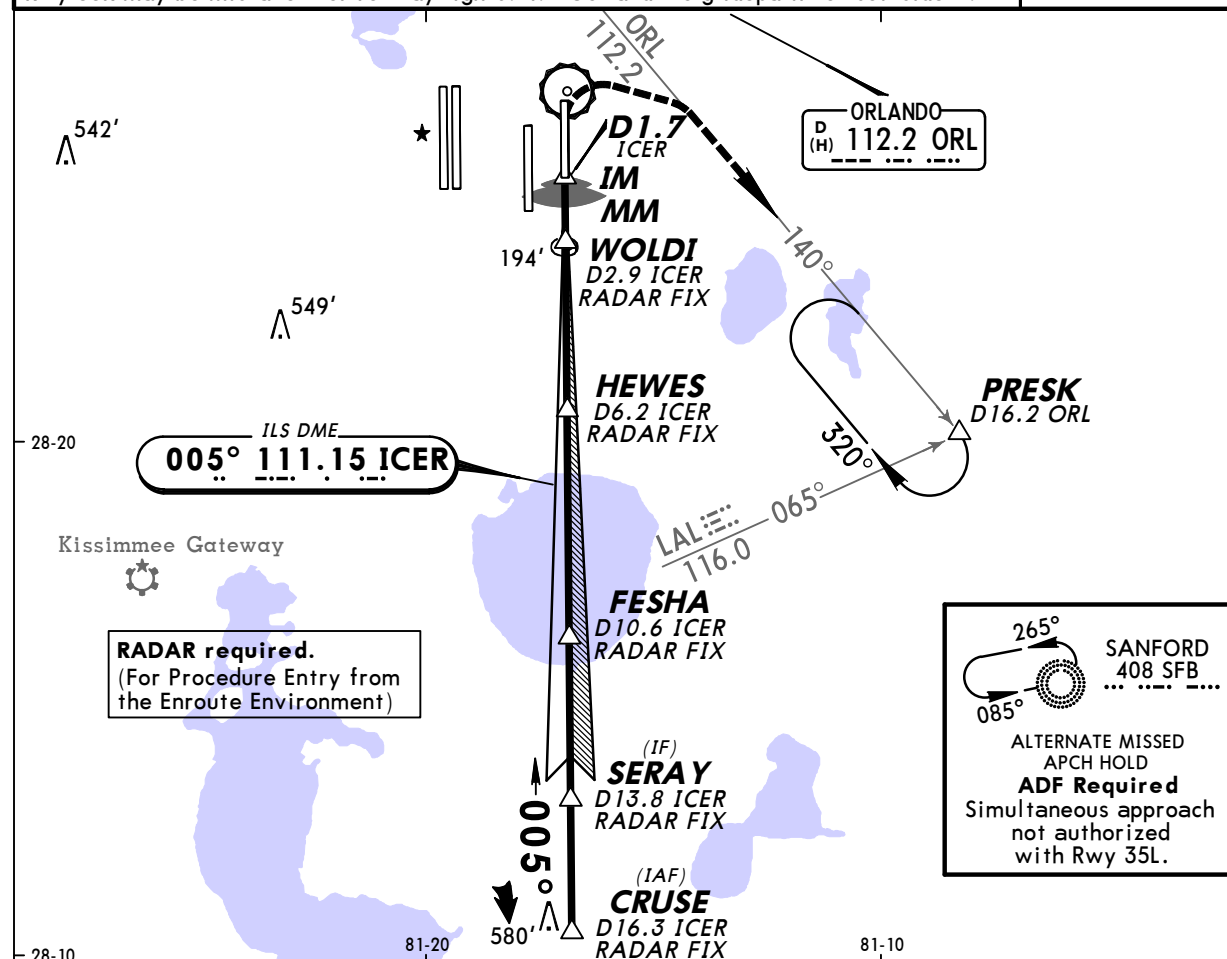 ORL
112.2
ORLANDO
D
(H) 112.2 ORL
542'
D1.7
ICER
IM
MM
194'
WOLDI
D2.9 ICER
RADAR FIX
140°
549'
HEWES
D6.2 ICER
RADAR FIX
PRESK
D16.2 ORL
320°
28-20
ILS DME
005° 111.15 ICER
LAL
116.0
065°
Kissimmee Gateway
FESHA
D10.6 ICER
RADAR FIX
RADAR required.
(For Procedure Entry from
the Enroute Environment)
265°
085°
SANFORD
408 SFB
ALTERNATE MISSED
APCH HOLD
ADF Required
Simultaneous approach
not authorized
with Rwy 35L.
(IF)
SERAY
D13.8 ICER
RADAR FIX
005°
(IAF)
CRUSE
D16.3 ICER
RADAR FIX
580'
81-20
81-10
28-10